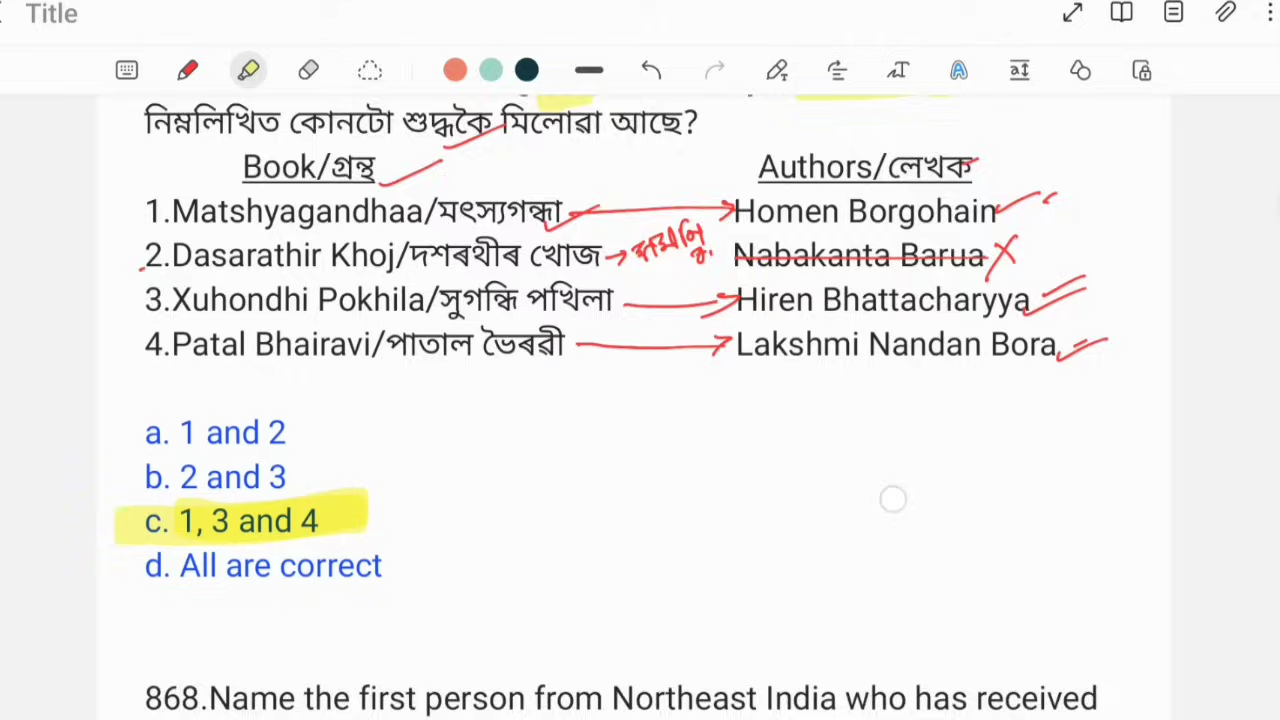 Title
নিম্নলিখিত কোনটো শুদ্ধকৈ মিলোৱা আছে?
Book/গ্ৰন্থ Authors/লেখক
1.Matshyagandhaa/মৎস্যগন্ধা Homen Borgohain
2.Dasarathir Khoj/দশৰথীৰ খোজ Nabakanta Barua
3.Xuhondhi Pokhila/সুগন্ধি পখিলা Hiren Bhattacharyya
4.Patal Bhairavi/পাতাল ভৈৰৱী Lakshmi Nandan Bora
a. 1 and 2
b. 2 and 3
c. 1, 3 and 4
d. All are correct
868.Name the first person from Northeast India who has received